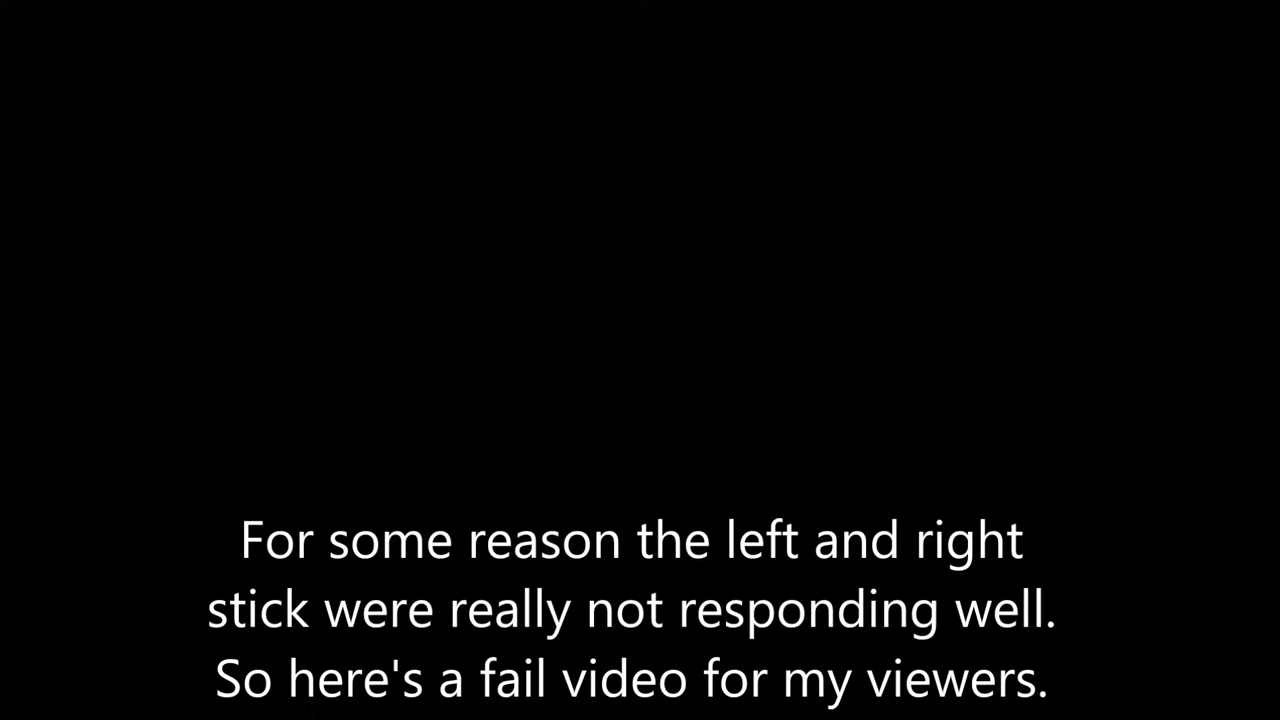 For some reason the left and right
stick were really not responding well.
So here's a fail video for my viewers.